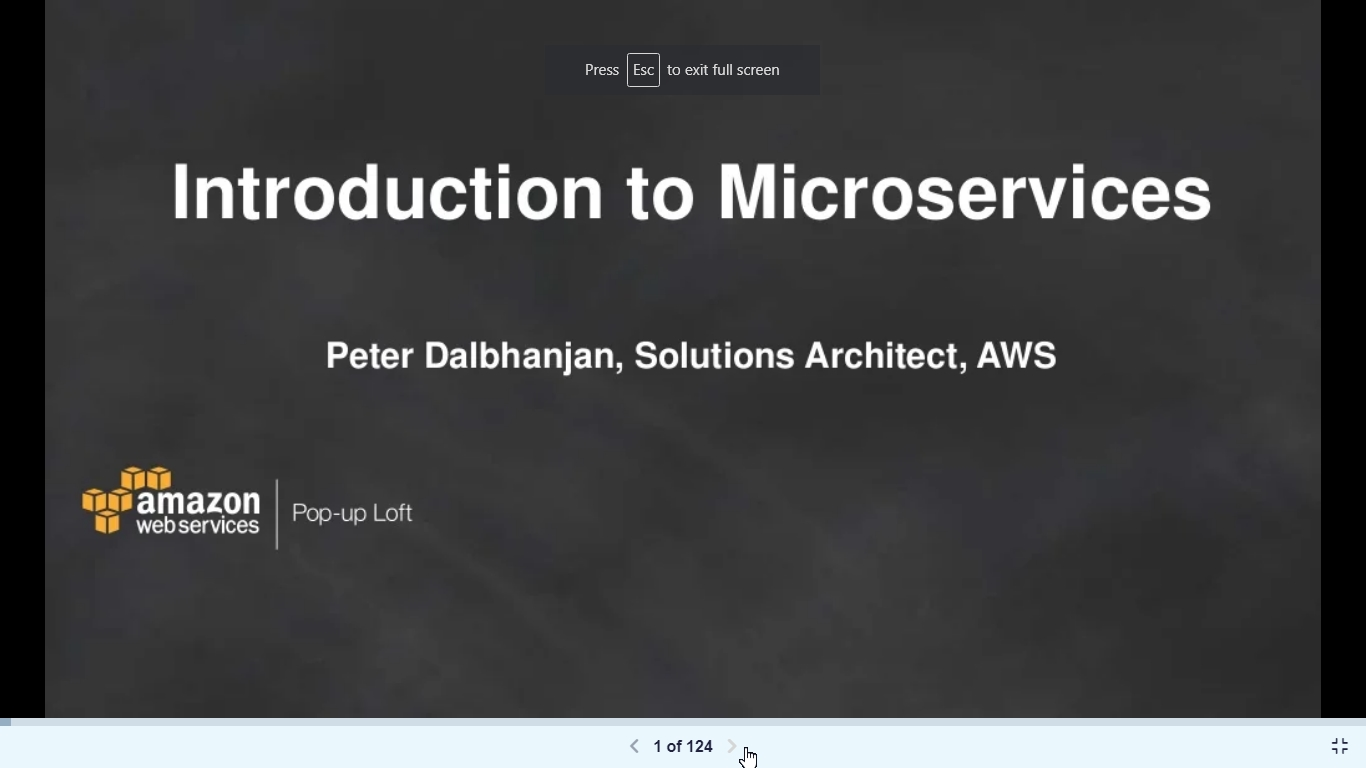 Press Esc to exit full screen
Introduction to Microservices
Peter Dalbhanjan, Solutions Architect, AWS
amazon
web services
Pop-up Loft
1 of 124